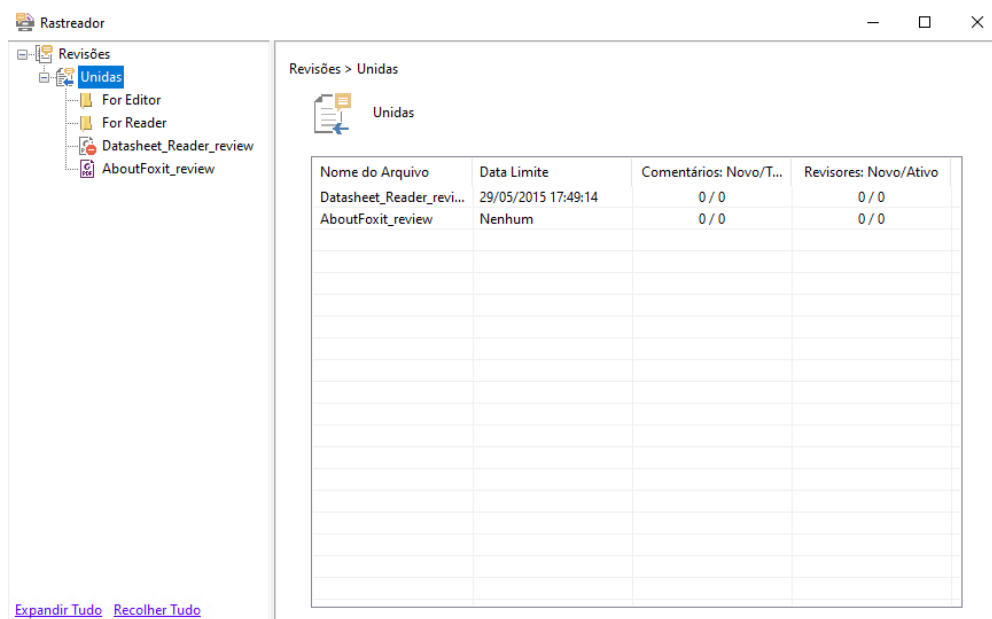 Rastreador
Revisões
Unidas
For Editor
For Reader
Datasheet_Reader_review
AboutFoxit_review
Expandir Tudo Recolher Tudo
Revisões > Unidas
Unidas
Nome do Arquivo Data Limite Comentários: Novo/T... Revisores: Novo/Ativo
Datasheet_Reader_revi... 29/05/2015 17:49:14 0 / 0 0 / 0
AboutFoxit_review Nenhum 0 / 0 0 / 0